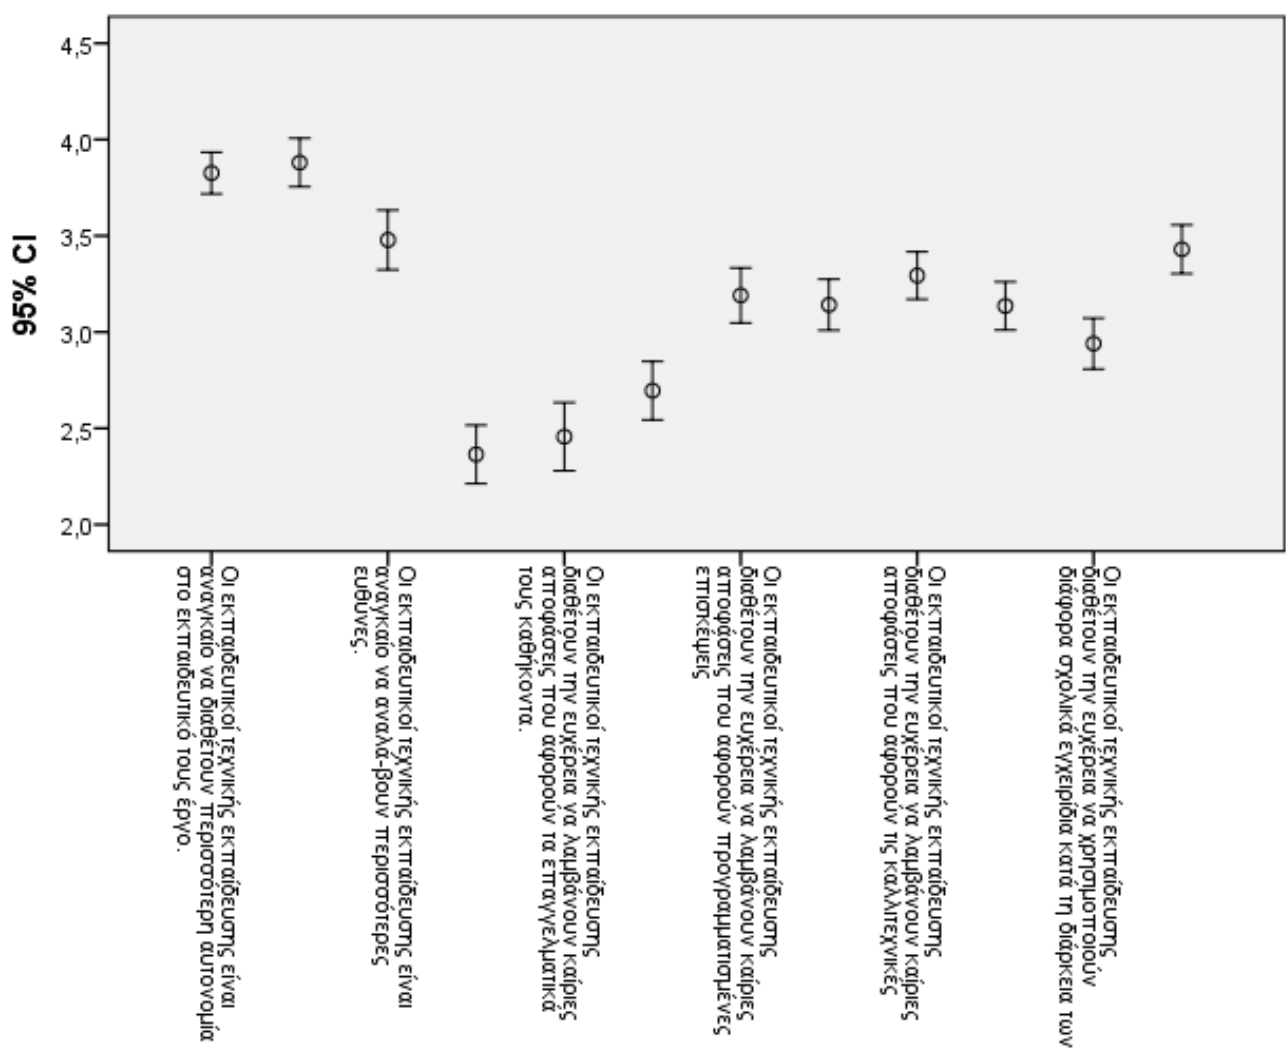 4,5
4,0
3,5
3,0
2,5
2,0
95% CI
Οι εκπαιδευτικοί τεχνικής εκπαίδευσης είναι
αναγκαίο να διαθέτουν περισσότερη αυτονομία
στο εκπαιδευτικό τους έργο.
Οι εκπαιδευτικοί τεχνικής εκπαίδευσης είναι
αναγκαίο να αναλά-βουν περισσότερες
ευθύνες.
Οι εκπαιδευτικοί τεχνικής εκπαίδευσης
διαθέτουν την ευχέρεια να λαμβάνουν καίριες
αποφάσεις που αφορούν τα επαγγελματικά
τους καθήκοντα.
Οι εκπαιδευτικοί τεχνικής εκπαίδευσης
διαθέτουν την ευχέρεια να λαμβάνουν καίριες
αποφάσεις που αφορούν προγραμματισμένες
επισκέψεις
Οι εκπαιδευτικοί τεχνικής εκπαίδευσης
διαθέτουν την ευχέρεια να λαμβάνουν καίριες
αποφάσεις που αφορούν τις καλλιτεχνικές
Οι εκπαιδευτικοί τεχνικής εκπαίδευσης
διαθέτουν την ευχέρεια να χρησιμοποιούν
διάφορα σχολικά εγχειρίδια κατά τη διάρκεια των